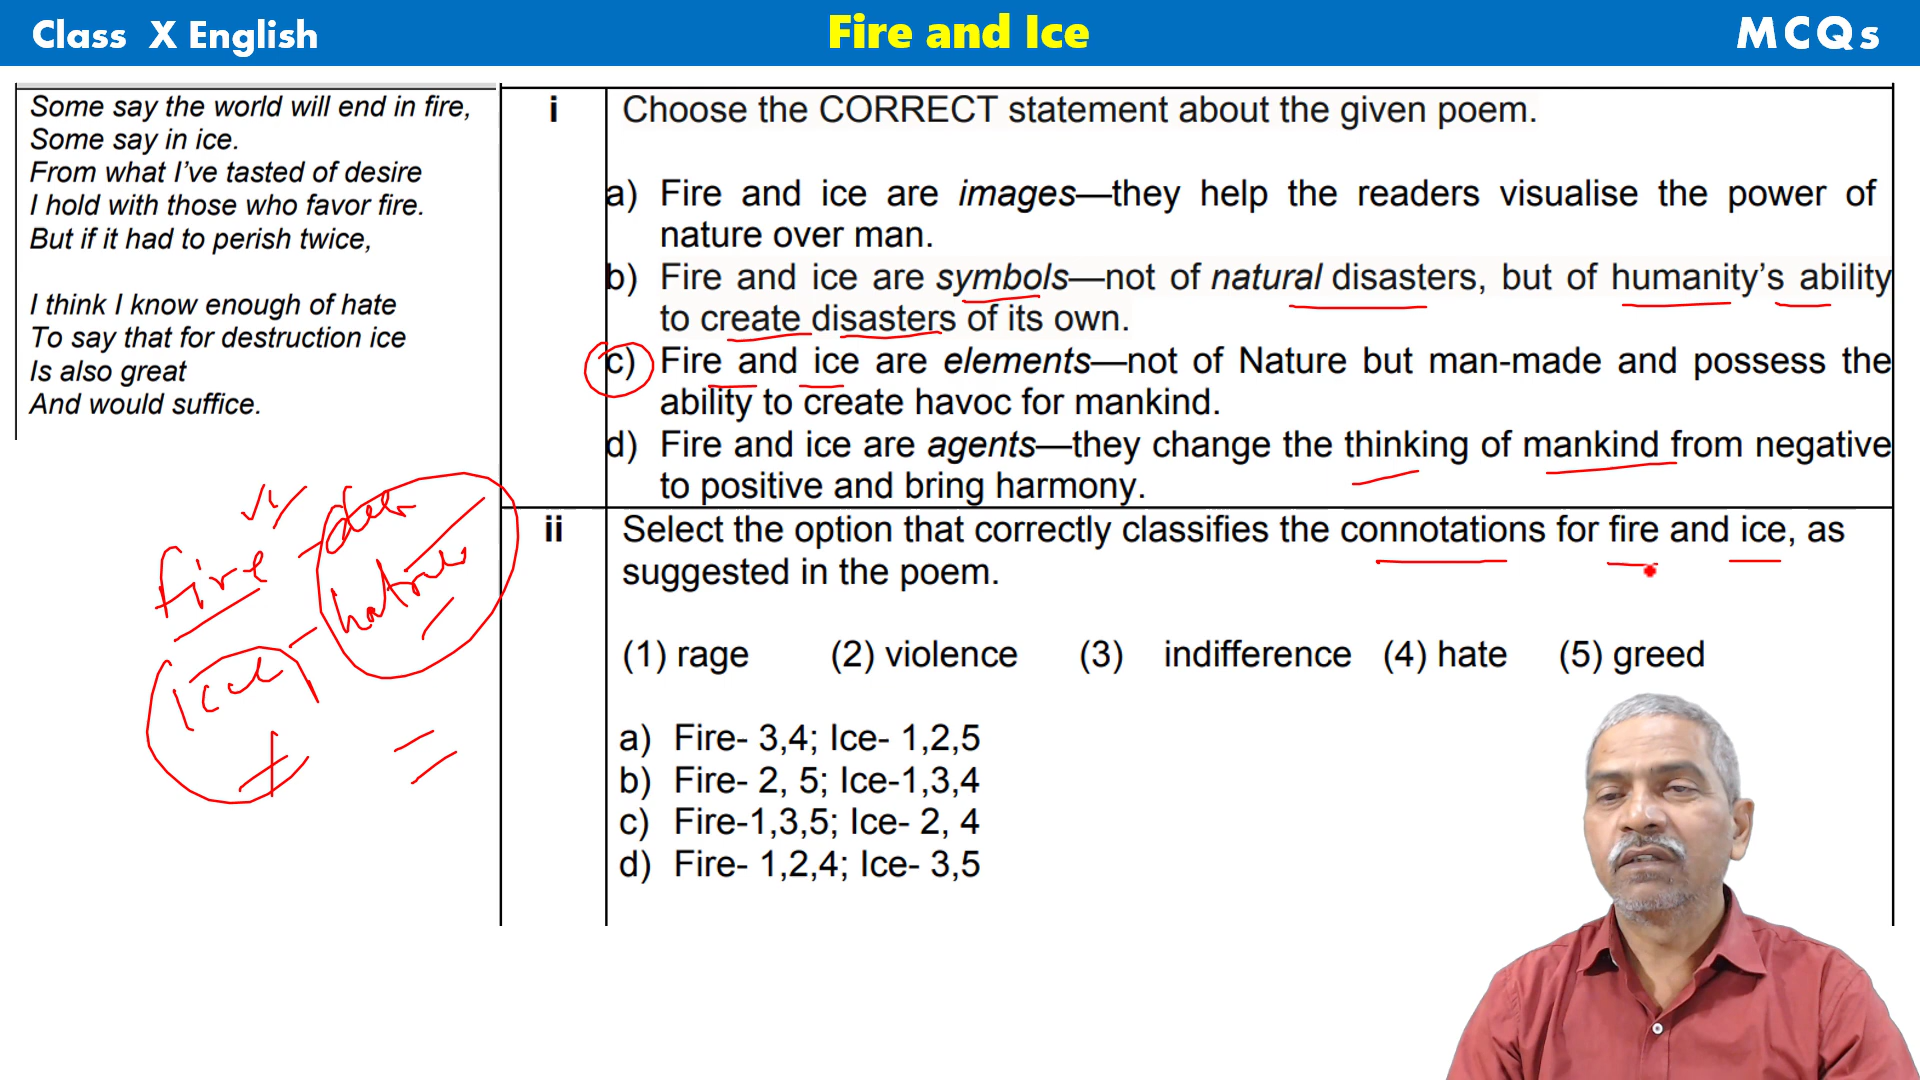 Class X English
Fire and Ice
MCQs
Some say the world will end in fire,
Some say in ice.
From what I've tasted of desire
I hold with those who favor fire.
But if it had to perish twice,
I think I know enough of hate
To say that for destruction ice
Is also great
And would suffice.
fire
ice
i
Choose the CORRECT statement about the given poem.
a) Fire and ice are images—they help the readers visualise the power of
nature over man.
b) Fire and ice are symbols—not of natural disasters, but of humanity's ability
to create disasters of its own.
c) Fire and ice are elements—not of Nature but man-made and possess the
ability to create havoc for mankind.
d) Fire and ice are agents—they change the thinking of mankind from negative
to positive and bring harmony.
ii
Select the option that correctly classifies the connotations for fire and ice, as
suggested in the poem.
(1) rage (2) violence (3) indifference (4) hate (5) greed
a) Fire- 3,4; Ice- 1,2,5
b) Fire- 2, 5; Ice-1,3,4
c) Fire-1,3,5; Ice- 2, 4
d) Fire- 1,2,4; Ice- 3,5